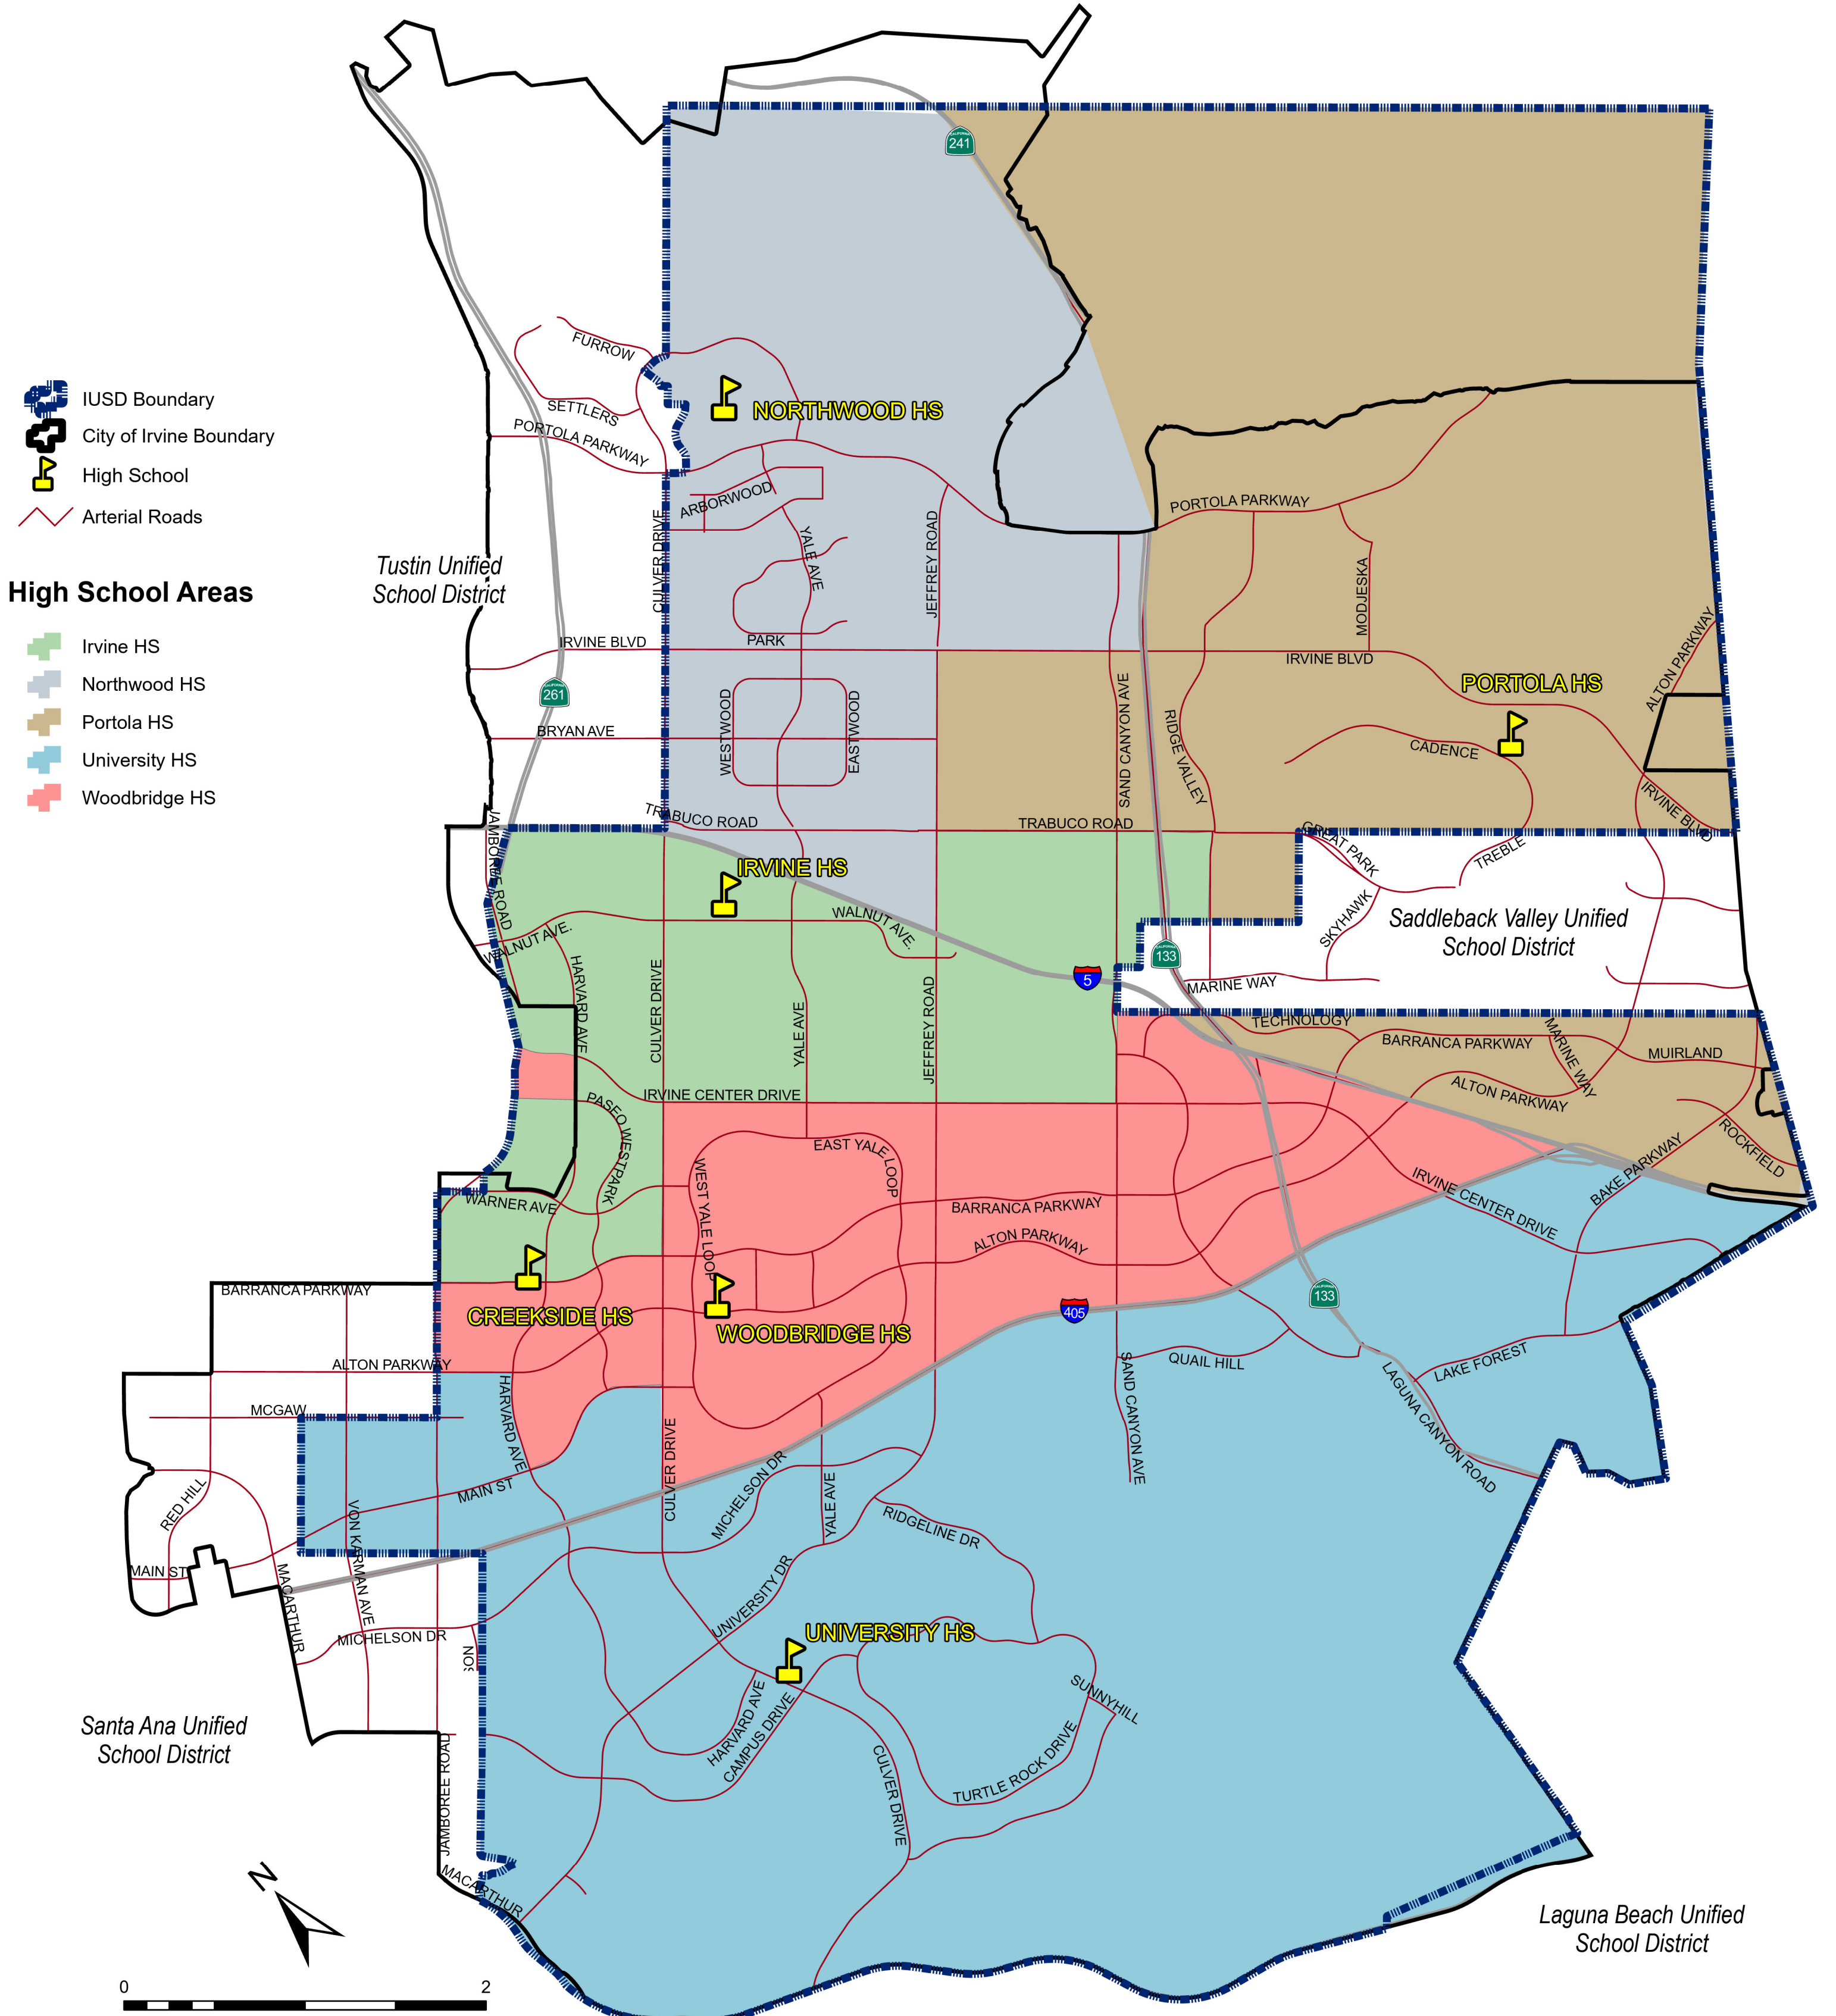 241
FURROW
IUSD Boundary
City of Irvine Boundary
High School
Arterial Roads
SETTLERS
PORTOLA PARKWAY
NORTHWOOD HS
ARBORWOOD
PORTOLA PARKWAY
CULVER DRIVE
YALE AVE
JEFFREY ROAD
MODJESKA
Tustin Unified
School District
High School Areas
Irvine HS
Northwood HS
Portola HS
University HS
Woodbridge HS
IRVINE BLVD
PARK
IRVINE BLVD
ALTON PARKWAY
261
PORTOLA HS
WESTWOOD
EASTWOOD
SAND CANYON AVE
RIDGE VALLEY
BRYAN AVE
CADENCE
IRVINE BLVD
TRABUCO ROAD
TRABUCO ROAD
GREAT PARK
TREBLE
JAMBOREE ROAD
IRVINE HS
WALNUT AVE.
WALNUT AVE.
SKYHAWK
Saddleback Valley Unified
School District
133
5
MARINE WAY
HARVARD AVE
CULVER DRIVE
YALE AVE
JEFFREY ROAD
TECHNOLOGY
BARRANCA PARKWAY
MARINE WAY
MUIRLAND
IRVINE CENTER DRIVE
ALTON PARKWAY
PASEO WESTPARK
EAST YALE LOOP
WEST YALE LOOP
ROCKFIELD
BAKE PARKWAY
WARNER AVE
BARRANCA PARKWAY
IRVINE CENTER DRIVE
ALTON PARKWAY
BARRANCA PARKWAY
CREEKSIDE HS
WOODBRIDGE HS
405
133
ALTON PARKWAY
QUAIL HILL
LAKE FOREST
MCGAW
HARVARD AVE
CULVER DRIVE
SAND CANYON AVE
LAGUNA CANYON ROAD
MAIN ST
MICHELSON DR
YALE AVE
RIDGELINE DR
RED HILL
VON KARMAN AVE
MAIN ST
MACARTHUR
UNIVERSITY DR
MICHELSON DR
SON
UNIVERSITY HS
SUNNYHILL
HARVARD AVE
CAMPUS DRIVE
Santa Ana Unified
School District
JAMBOREE ROAD
CULVER DRIVE
TURTLE ROCK DRIVE
MACARTHUR
N
Laguna Beach Unified
School District
0
2